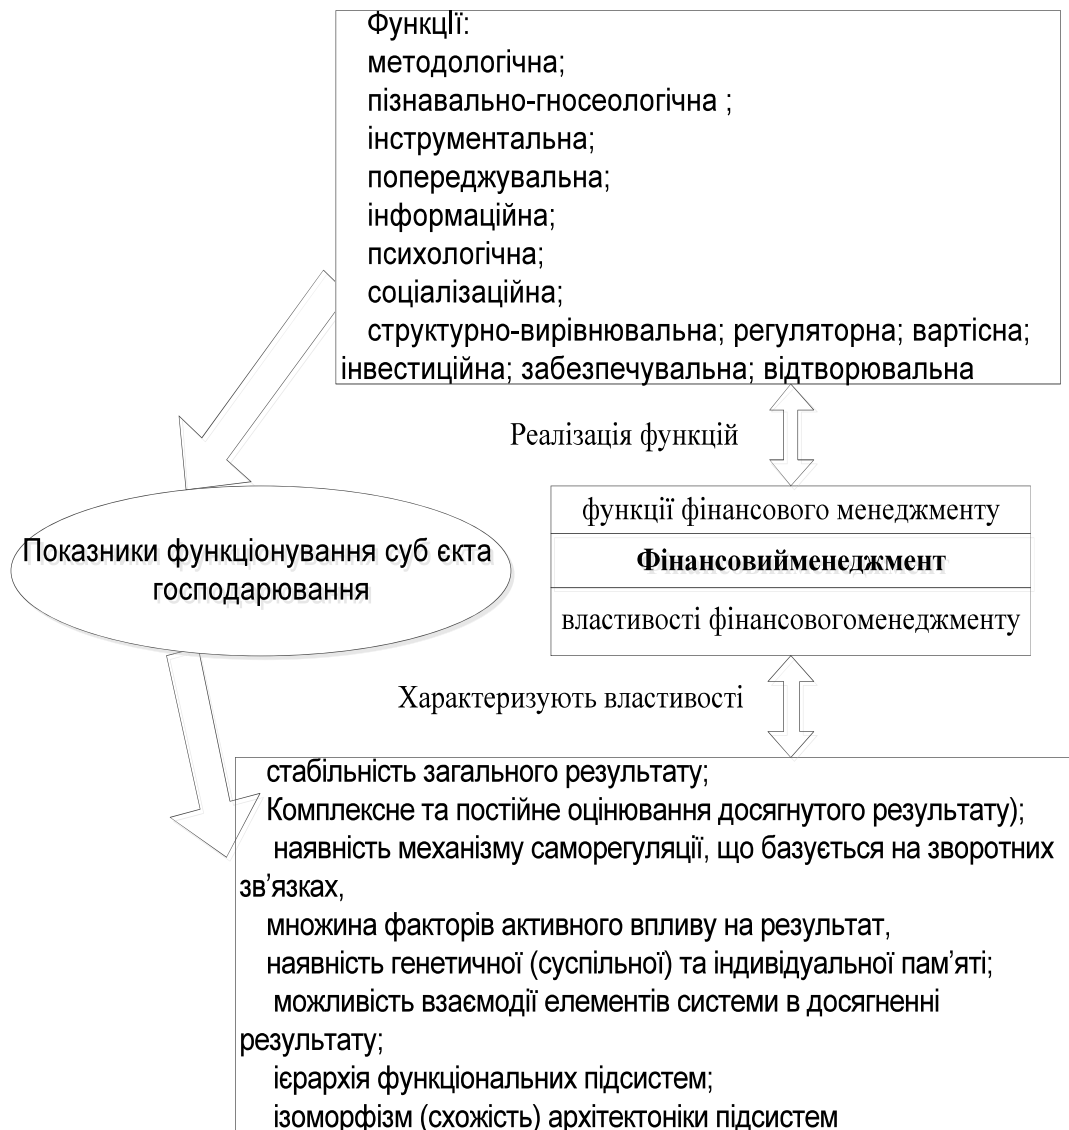 Функції:
методологічна;
пізнавально-гносеологічна ;
інструментальна;
попереджувальна;
інформаційна;
психологічна;
соціалізаційна;
структурно-вирівнювальна; регуляторна; вартісна;
інвестиційна; забезпечувальна; відтворювальна
Реалізація функцій
функції фінансового менеджменту
Фінансовийменеджмент
властивості фінансовогоменеджменту
Показники функціонування суб єкта
господарювання
Характеризують властивості
стабільність загального результату;
Комплексне та постійне оцінювання досягнутого результату);
наявність механізму саморегуляції, що базується на зворотних
зв’язках,
множина факторів активного впливу на результат,
наявність генетичної (суспільної) та індивідуальної пам’яті;
можливість взаємодії елементів системи в досягненні
результату;
ієрархія функціональних підсистем;
ізоморфізм (схожість) архітектоніки підсистем